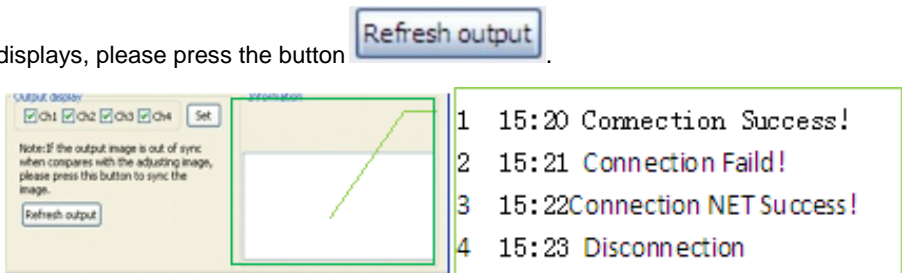 displays, please press the button Refresh output .
Output display
Ch1 Ch2 Ch3 Ch4 Set
Note:If the output image is out of sync
when compares with the adjusting image,
please press this button to sync the
image.
Refresh output
Information
1 15:20 Connection Success!
2 15:21 Connection Faild!
3 15:22Connection NET Success!
4 15:23 Disconnection